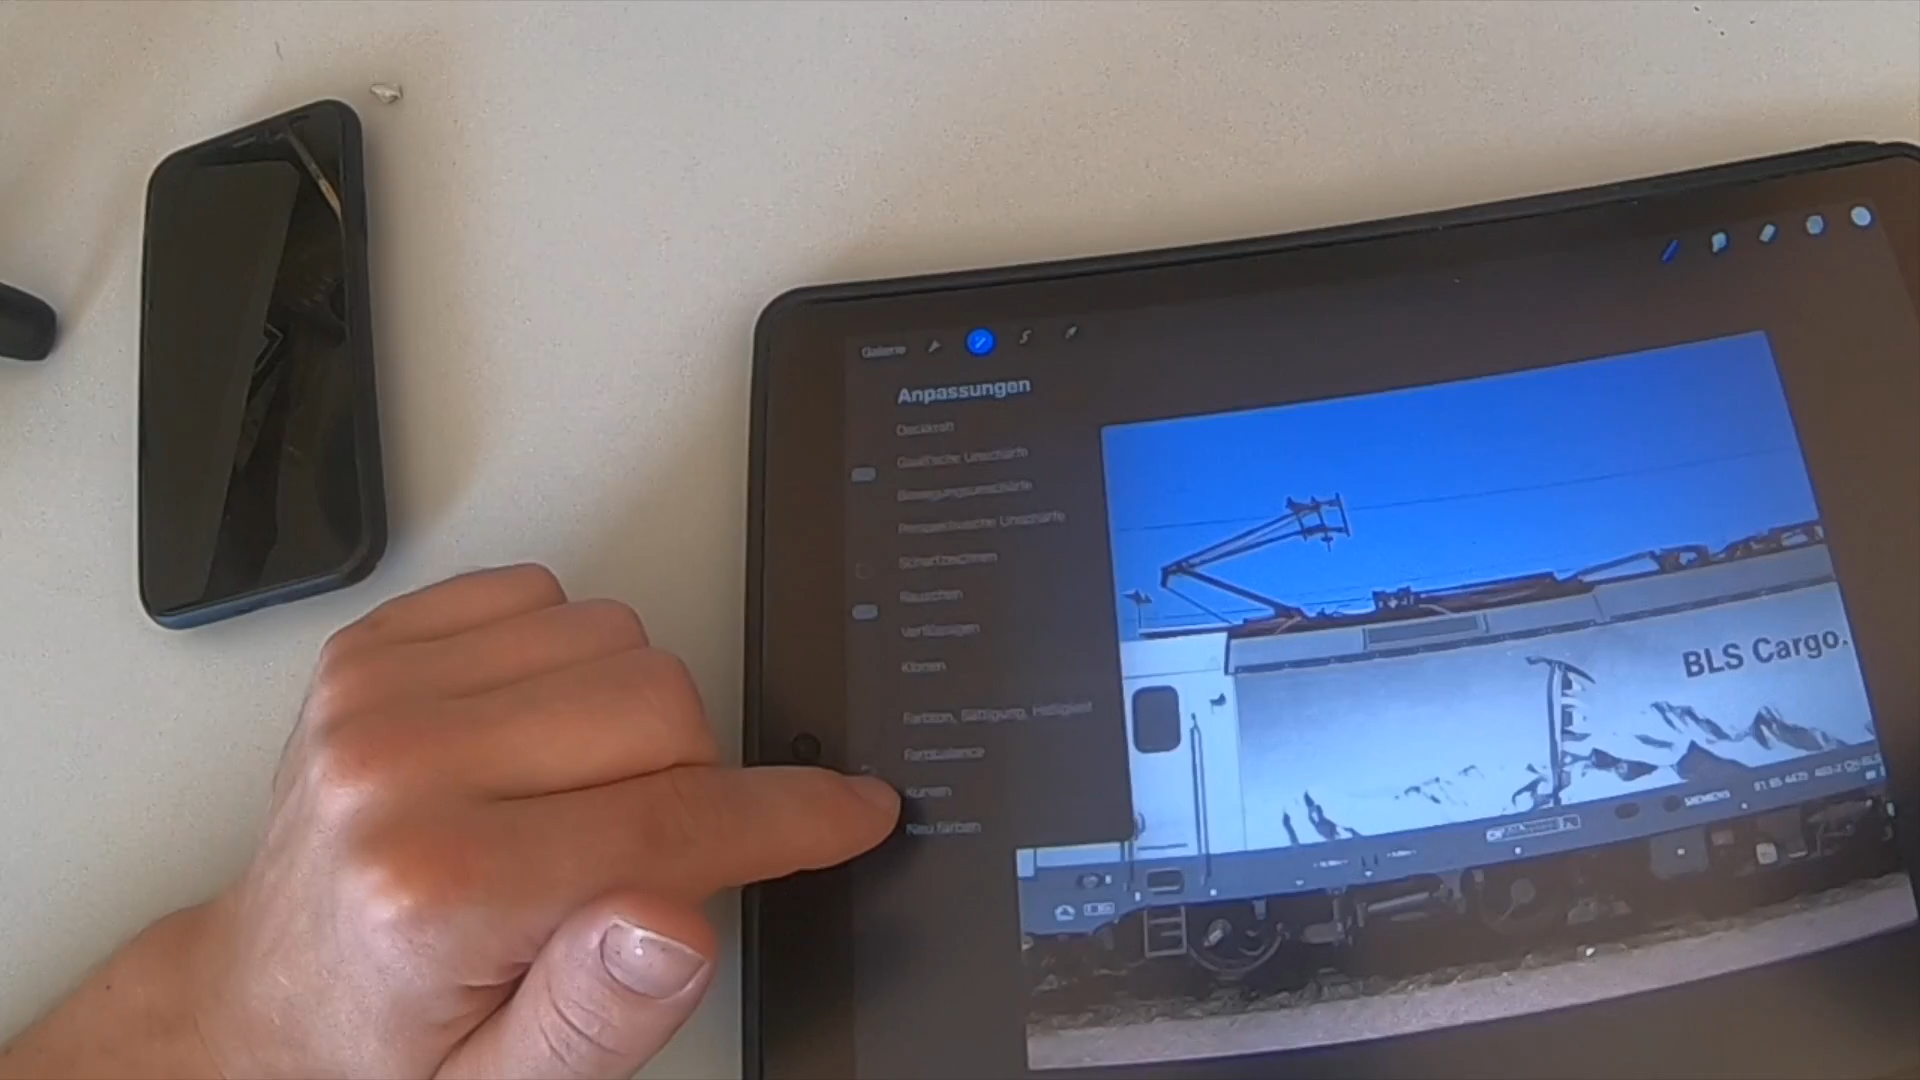 Galerie
Anpassungen
Deckkraft
Gaußsche Unschärfe
Bewegungsunschärfe
Perspektivische Unschärfe
Scharfzeichnen
Rauschen
Verflüssigen
Klonen
Farbton, Sättigung, Helligkeit
Farbbalance
Kurven
Neu färben
BLS Cargo.
SIEMENS